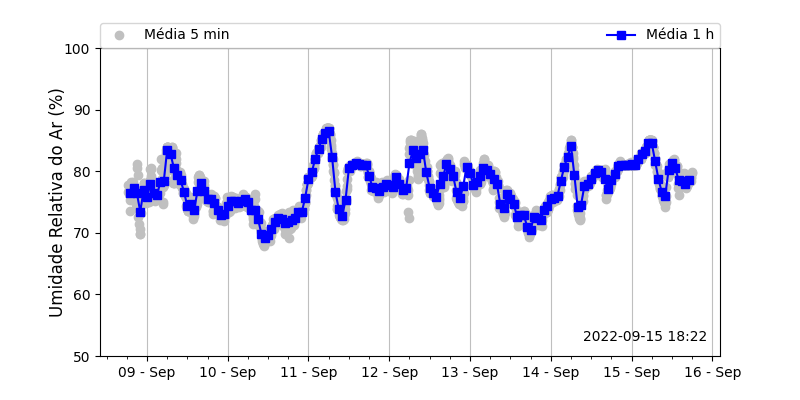 Média 5 min
Média 1 h
Umidade Relativa do Ar (%)
100
90
80
70
60
50
2022-09-15 18:22
09 - Sep
10 - Sep
11 - Sep
12 - Sep
13 - Sep
14 - Sep
15 - Sep
16 - Sep